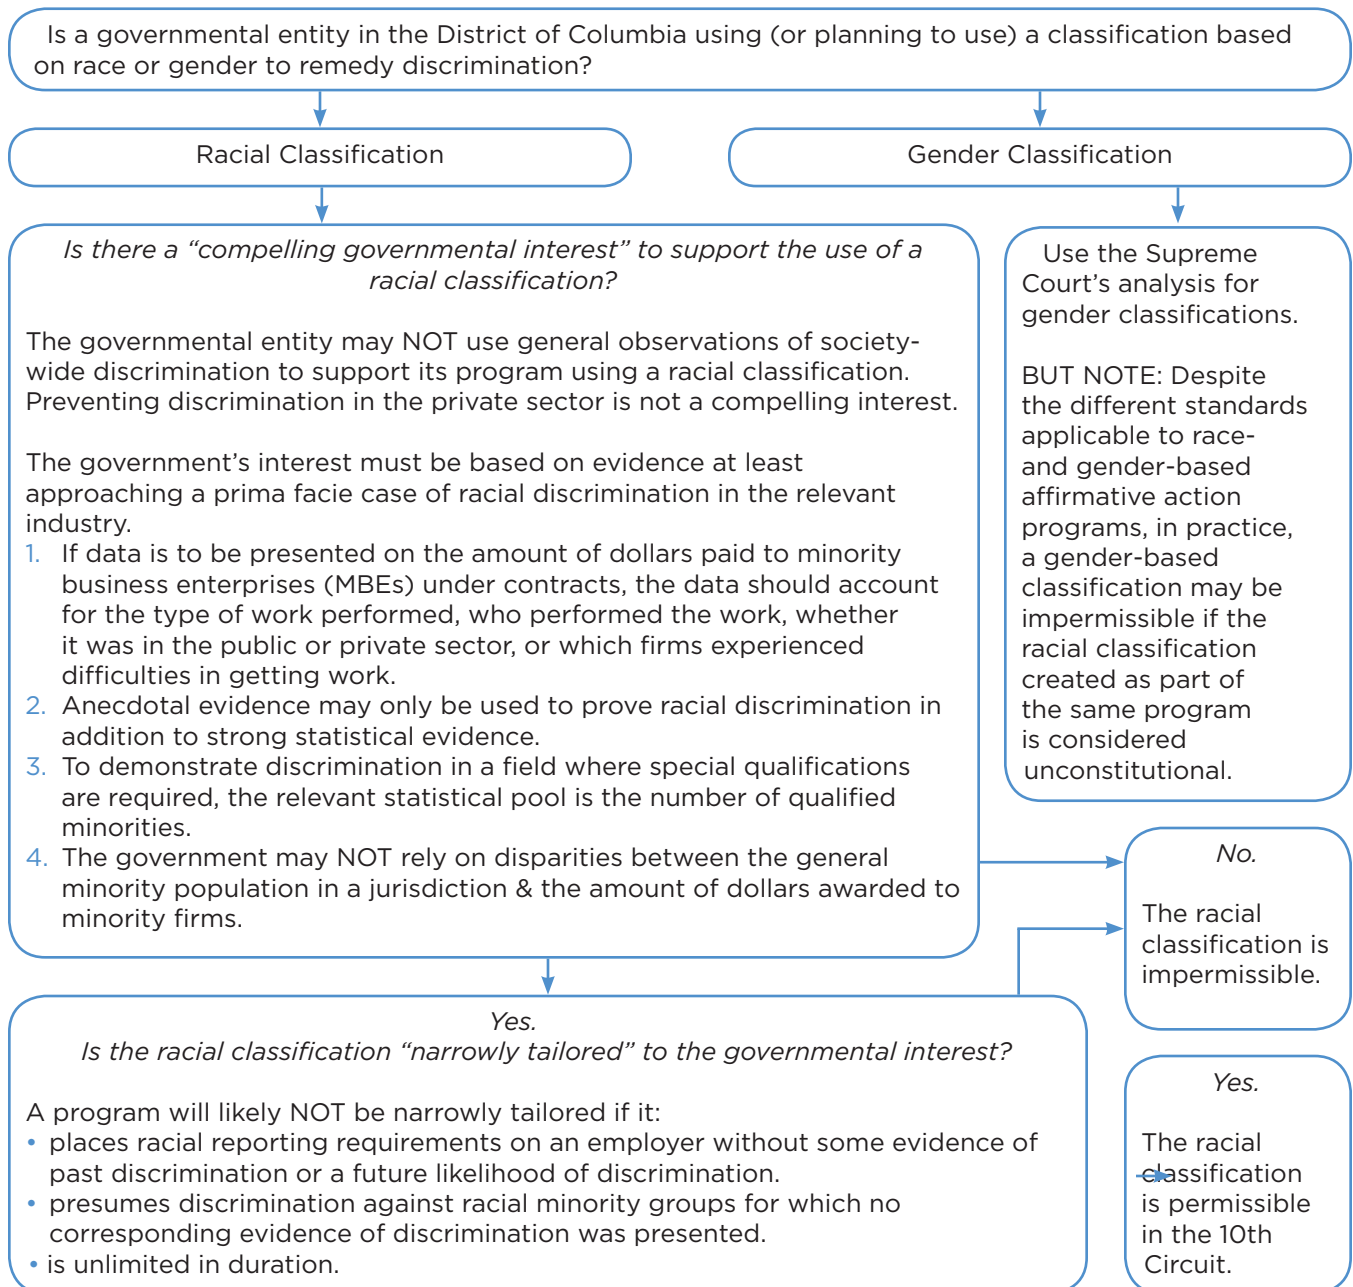 Is a governmental entity in the District of Columbia using (or planning to use) a classification based
on race or gender to remedy discrimination?
Racial Classification
Gender Classification
Is there a “compelling governmental interest” to support the use of a
racial classification?
The governmental entity may NOT use general observations of society-
wide discrimination to support its program using a racial classification.
Preventing discrimination in the private sector is not a compelling interest.
The government’s interest must be based on evidence at least
approaching a prima facie case of racial discrimination in the relevant
industry.
1. If data is to be presented on the amount of dollars paid to minority
business enterprises (MBEs) under contracts, the data should account
for the type of work performed, who performed the work, whether
it was in the public or private sector, or which firms experienced
difficulties in getting work.
2. Anecdotal evidence may only be used to prove racial discrimination in
addition to strong statistical evidence.
3. To demonstrate discrimination in a field where special qualifications
are required, the relevant statistical pool is the number of qualified
minorities.
4. The government may NOT rely on disparities between the general
minority population in a jurisdiction & the amount of dollars awarded to
minority firms.
Use the Supreme
Court’s analysis for
gender classifications.
BUT NOTE: Despite
the different standards
applicable to race-
and gender-based
affirmative action
programs, in practice,
a gender-based
classification may be
impermissible if the
racial classification
created as part of
the same program
is considered
unconstitutional.
No.
The racial
classification is
impermissible.
Yes.
Is the racial classification “narrowly tailored” to the governmental interest?
A program will likely NOT be narrowly tailored if it:
• places racial reporting requirements on an employer without some evidence of
past discrimination or a future likelihood of discrimination.
• presumes discrimination against racial minority groups for which no
corresponding evidence of discrimination was presented.
• is unlimited in duration.
Yes.
The racial
classification
is permissible
in the 10th
Circuit.